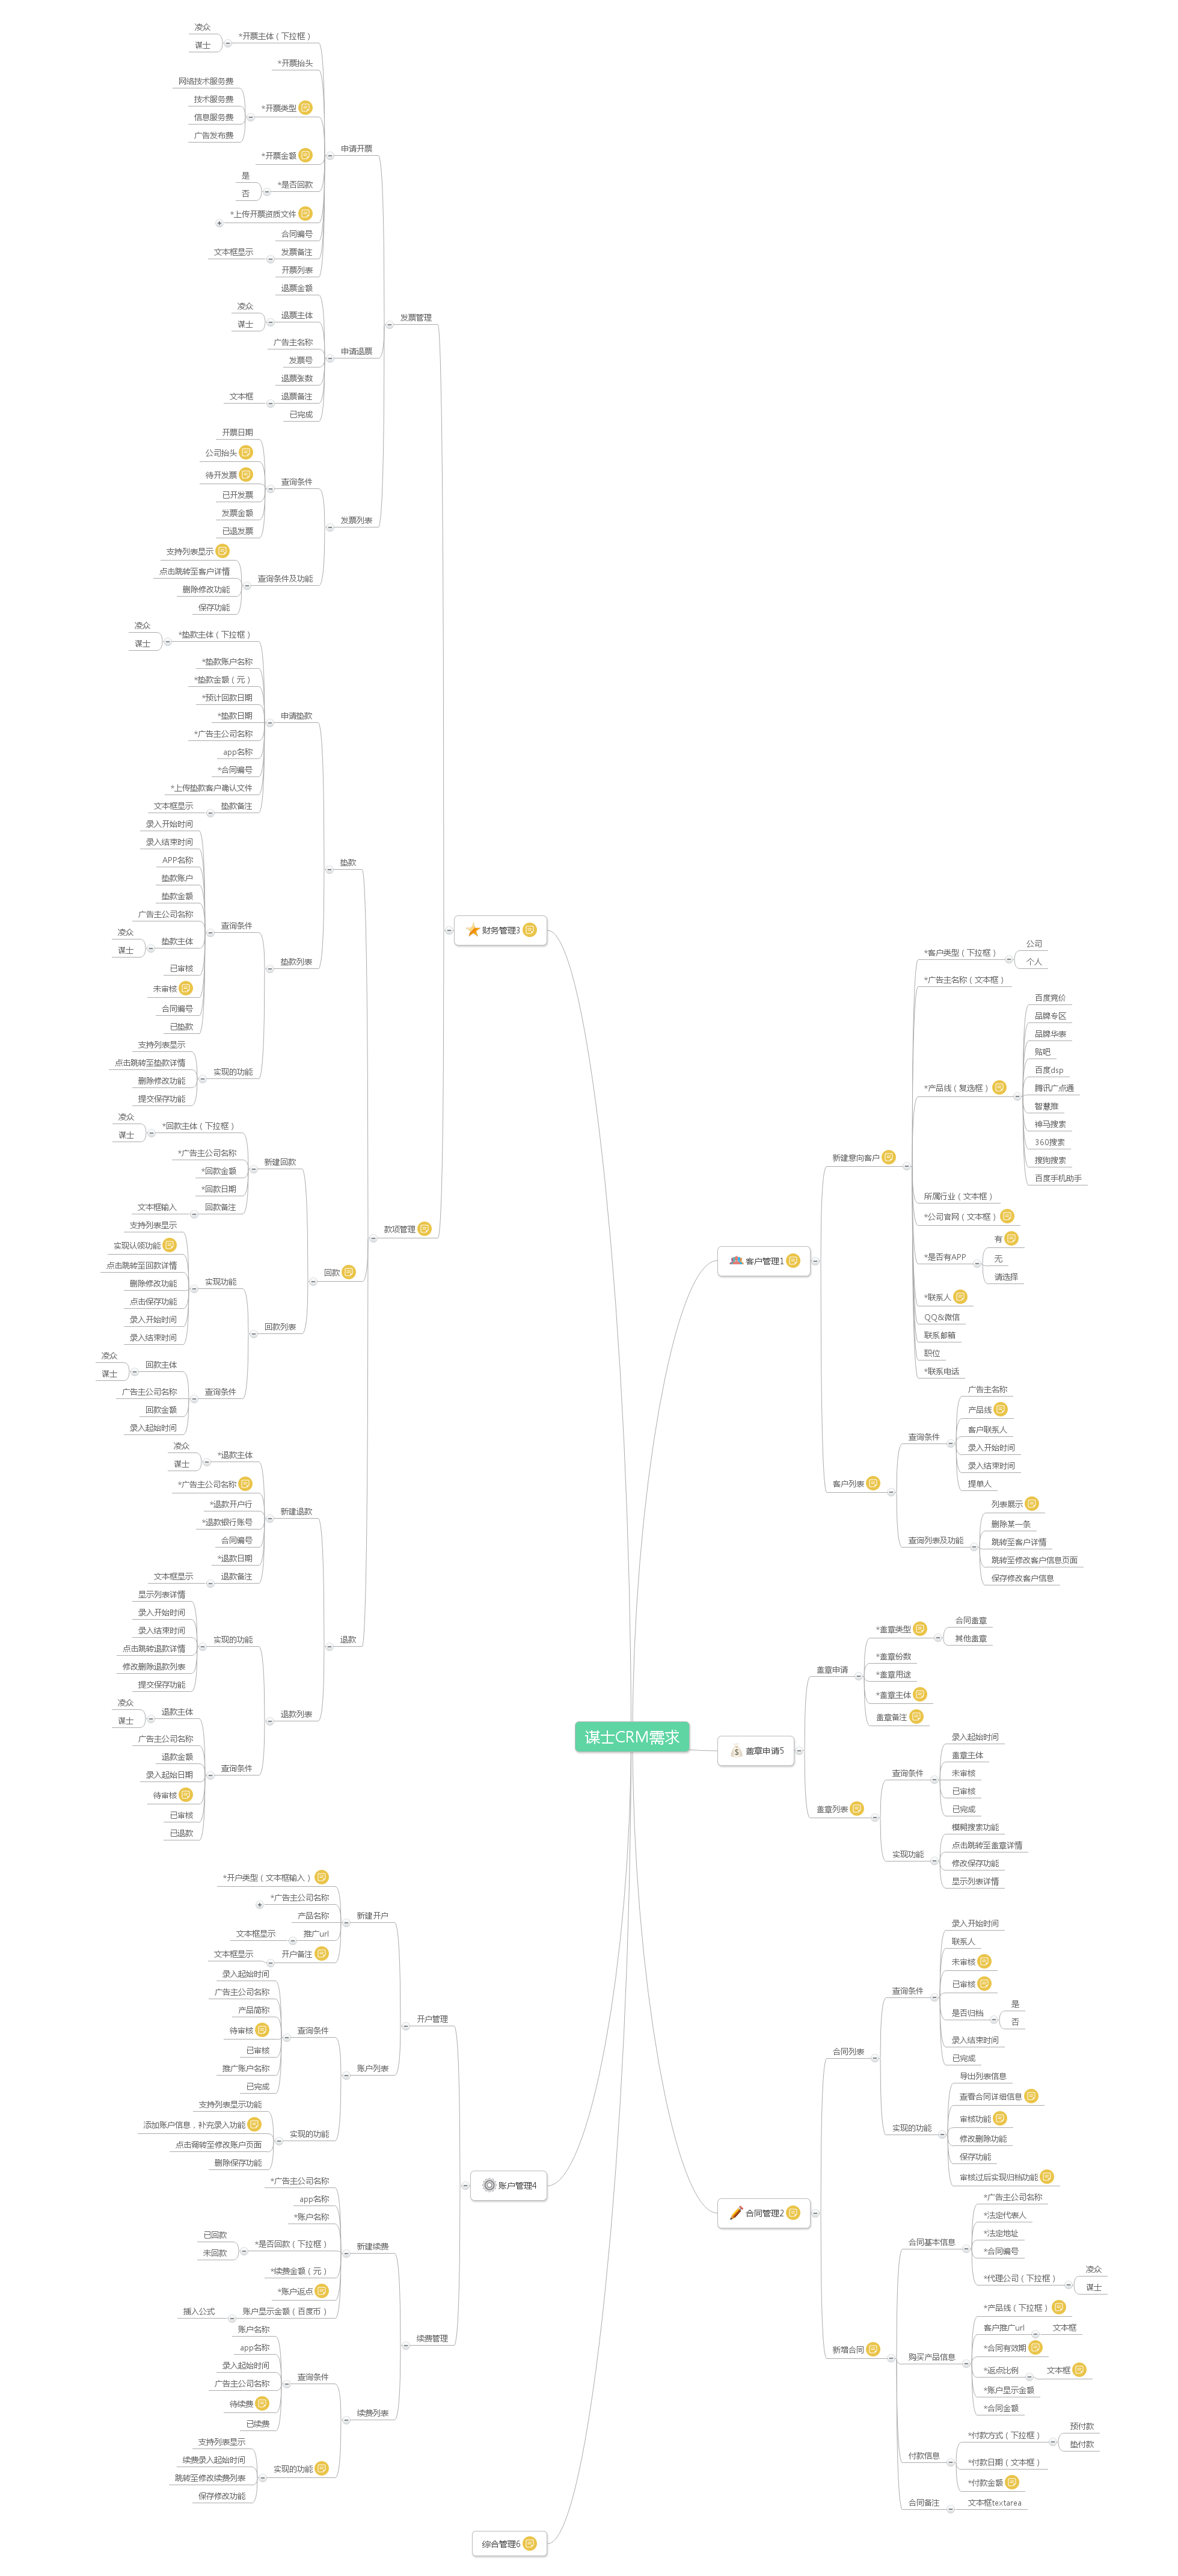 谋士CRM需求
财务管理3
发票管理
申请开票
*开票主体（下拉框）
凌众
谋士
*开票抬头
*开票类型
网络技术服务费
技术服务费
信息服务费
广告发布费
*开票金额
*是否回款
是
否
*上传开票资质文件
合同编号
发票备注
文本框显示
开票列表
申请退票
退票金额
退票主体
凌众
谋士
广告主名称
发票号
退票张数
退票备注
文本框
已完成
发票列表
查询条件
开票日期
公司抬头
待开发票
已开发票
发票金额
已退发票
查询条件及功能
支持列表显示
点击跳转至客户详情
删除修改功能
保存功能
款项管理
垫款
申请垫款
*垫款主体（下拉框）
凌众
谋士
*垫款账户名称
*垫款金额（元）
*预计回款日期
*垫款日期
*广告主公司名称
app名称
*合同编号
*上传垫款客户确认文件
垫款备注
文本框显示
垫款列表
查询条件
录入开始时间
录入结束时间
APP名称
垫款账户
垫款金额
广告主公司名称
垫款主体
凌众
谋士
已审核
未审核
合同编号
已垫款
实现的功能
支持列表显示
点击跳转至垫款详情
删除修改功能
提交保存功能
回款
新建回款
*回款主体（下拉框）
凌众
谋士
*广告主公司名称
*回款金额
*回款日期
回款备注
文本框输入
回款列表
实现功能
支持列表显示
实现认领功能
点击跳转至回款详情
删除修改功能
点击保存功能
录入开始时间
录入结束时间
查询条件
回款主体
凌众
谋士
广告主公司名称
回款金额
录入起始时间
退款
新建退款
*退款主体
凌众
谋士
*广告主公司名称
*退款开户行
*退款银行账号
合同编号
*退款日期
退款备注
文本框显示
退款列表
实现的功能
显示列表详情
录入开始时间
录入结束时间
点击跳转退款详情
修改删除退款列表
提交保存功能
查询条件
退款主体
凌众
谋士
广告主公司名称
退款金额
录入起始日期
待审核
已审核
已退款
账户管理4
开户管理
新建开户
*开户类型（文本框输入）
*广告主公司名称
产品名称
推广url
文本框显示
开户备注
文本框显示
账户列表
查询条件
录入起始时间
广告主公司名称
产品简称
待审核
已审核
推广账户名称
已完成
实现的功能
支持列表显示功能
添加账户信息，补充录入功能
点击跳转至修改账户页面
删除保存功能
续费管理
新建续费
*广告主公司名称
app名称
*账户名称
*是否回款（下拉框）
已回款
未回款
*续费金额（元）
*账户返点
账户显示金额（百度币）
插入公式
续费列表
查询条件
账户名称
app名称
录入起始时间
广告主公司名称
待续费
已续费
实现的功能
支持列表显示
续费录入起始时间
跳转至修改续费列表
保存修改功能
综合管理6
客户管理1
新建意向客户
*客户类型（下拉框）
公司
个人
*广告主名称（文本框）
*产品线（复选框）
百度竞价
品牌专区
品牌华表
贴吧
百度dsp
腾讯广点通
智慧推
神马搜索
360搜索
搜狗搜索
百度手机助手
所属行业（文本框）
*公司官网（文本框）
*是否有APP
有
无
请选择
*联系人
QQ&微信
联系邮箱
职位
*联系电话
客户列表
查询条件
广告主名称
产品线
客户联系人
录入开始时间
录入结束时间
提单人
查询列表及功能
列表展示
删除某一条
跳转至客户详情
跳转至修改客户信息页面
保存修改客户信息
盖章申请5
盖章申请
*盖章类型
合同盖章
其他盖章
*盖章份数
*盖章用途
*盖章主体
盖章备注
盖章列表
查询条件
录入起始时间
盖章主体
未审核
已审核
已完成
实现功能
模糊搜索功能
点击跳转至盖章详情
修改保存功能
显示列表详情
合同管理2
合同列表
查询条件
录入开始时间
联系人
未审核
已审核
是否归档
是
否
录入结束时间
已完成
实现的功能
导出列表信息
查看合同详细信息
审核功能
修改删除功能
保存功能
审核过后实现归档功能
新增合同
合同基本信息
*广告主公司名称
*法定代表人
*法定地址
*合同编号
*代理公司（下拉框）
凌众
谋士
购买产品信息
*产品线（下拉框）
客户推广url
文本框
*合同有效期
*返点比例
文本框
*账户显示金额
*合同金额
付款信息
*付款方式（下拉框）
预付款
垫付款
*付款日期（文本框）
*付款金额
合同备注
文本框textarea